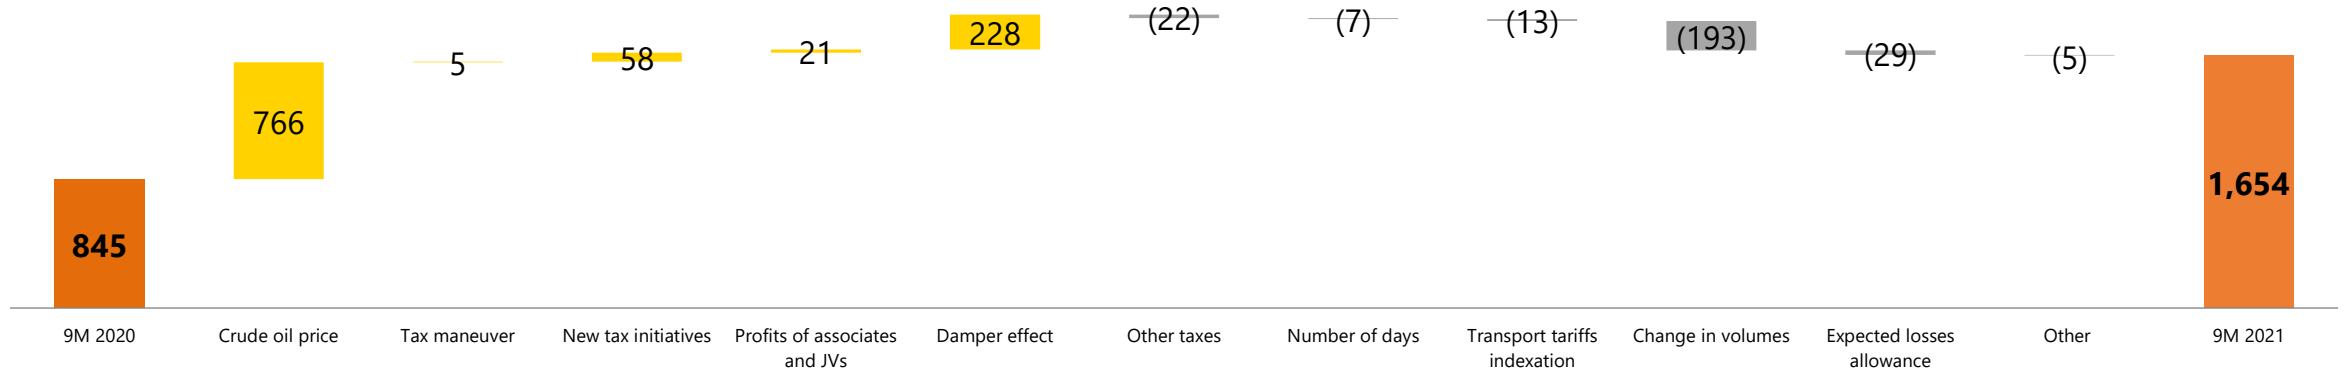 845
766
5
58
21
228
(22)
(7)
(13)
(193)
(29)
(5)
1,654
9M 2020
Crude oil price
Tax maneuver
New tax initiatives
Profits of associates
and JVs
Damper effect
Other taxes
Number of days
Transport tariffs
indexation
Change in volumes
Expected losses
allowance
Other
9M 2021